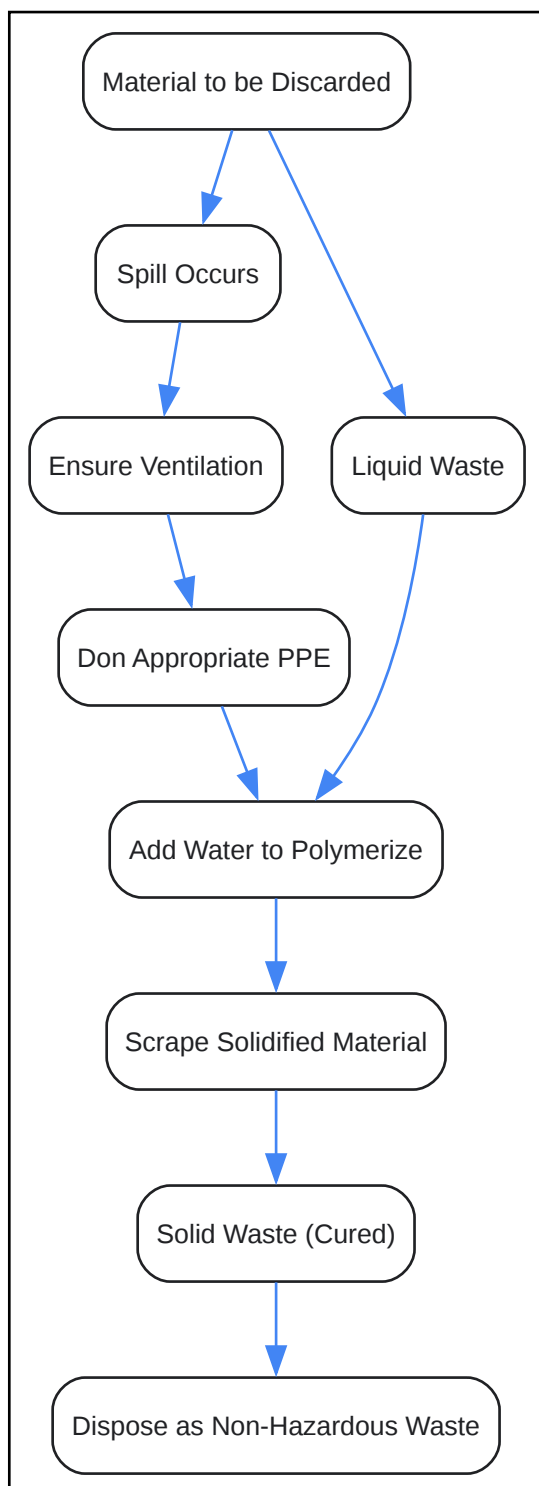 Material to be Discarded
Spill Occurs
Ensure Ventilation
Liquid Waste
Don Appropriate PPE
Add Water to Polymerize
Scrape Solidified Material
Solid Waste (Cured)
Dispose as Non-Hazardous Waste